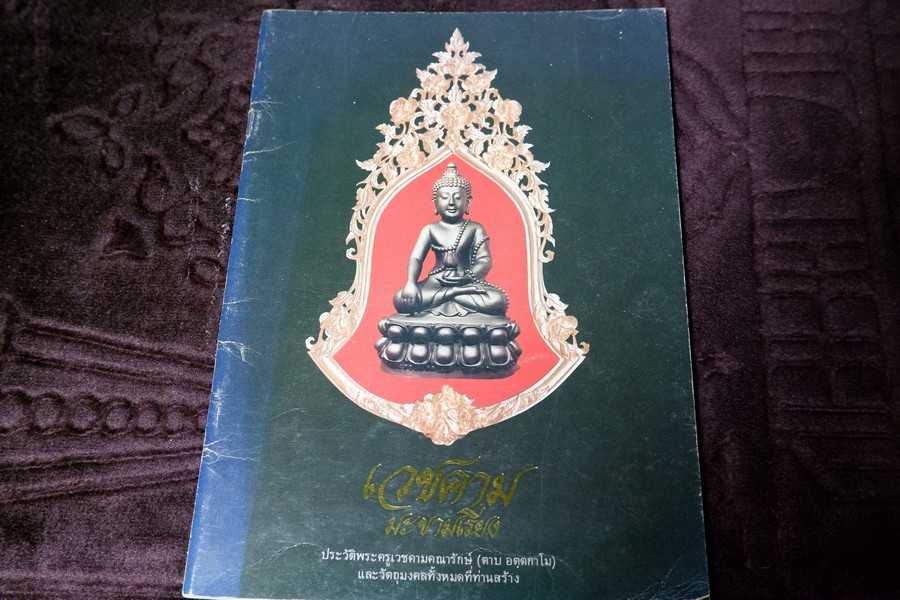 เวชคาม
มะขามเรียง
ประวัติพระครูเวชคามคณารักษ์ (ดาบ อตฺตกาโม)
และวัตถุมงคลทั้งหมดที่ท่านสร้าง